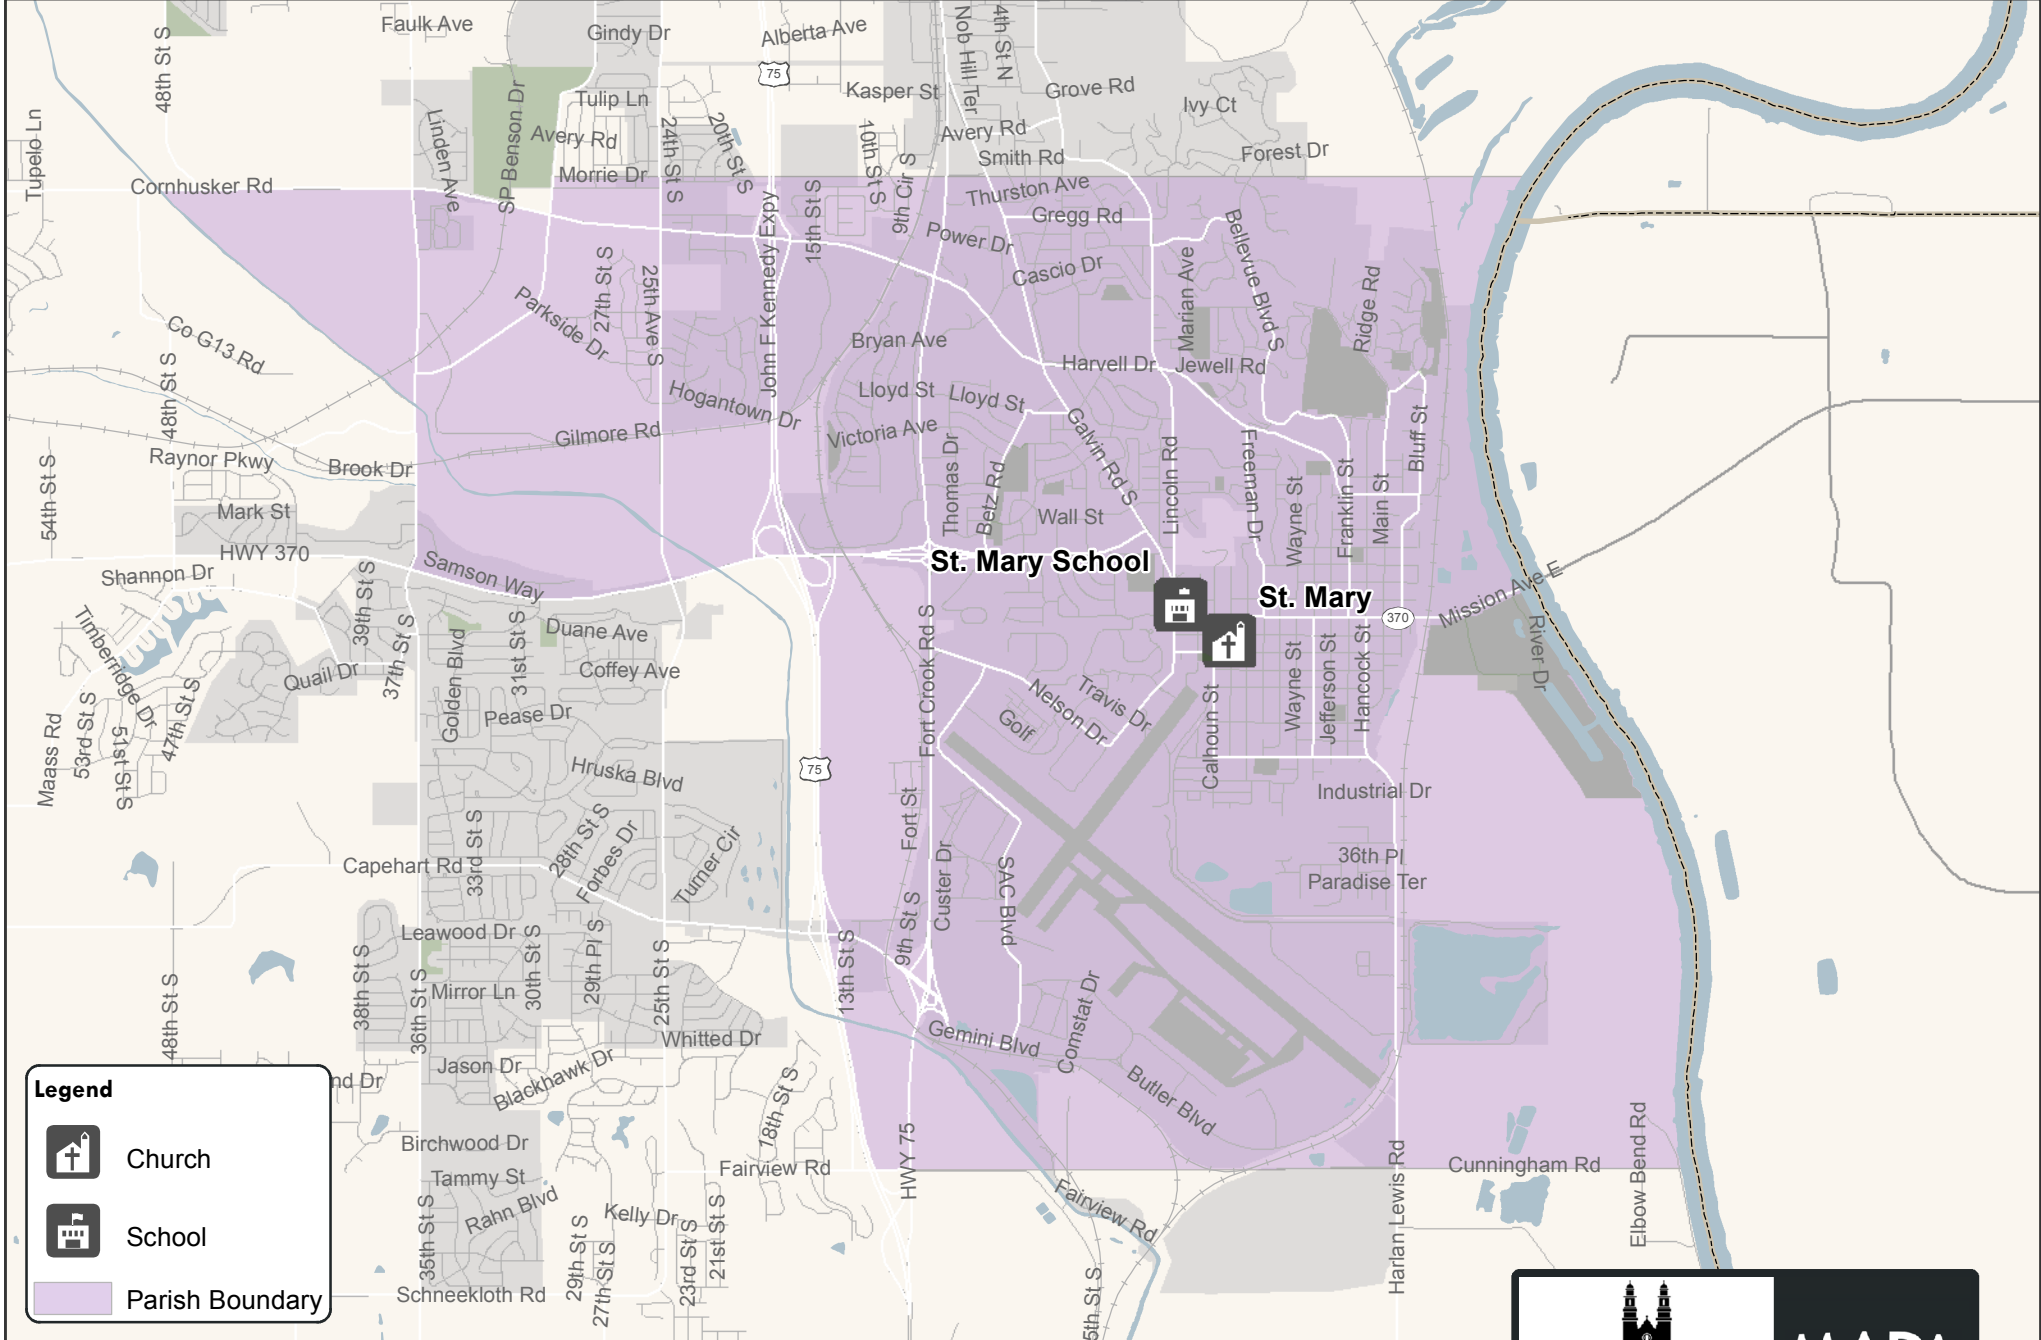 Faulk Ave
Gindy Dr
Alberta Ave
Nob Hill Ter
4th St N
48th St S
75
Kasper St
Grove Rd
Ivy Ct
Tupelo Ln
Linden Ave
SP Benson Dr
Tulip Ln
Avery Rd
24th St S
20th St S
10th St S
9th Cir S
Avery Rd
Smith Rd
Forest Dr
Morrie Dr
Cornhusker Rd
Thurston Ave
Gregg Rd
15th St S
John F Kennedy Expy
Power Dr
Cascio Dr
Marian Ave
Bellevue Blvd S
Ridge Rd
27th St S
25th Ave S
Parkside Dr
Co G13 Rd
48th St S
Bryan Ave
Harvell Dr
Jewell Rd
Hogantown Dr
Lloyd St
Lloyd St
Gilmore Rd
Victoria Ave
Thomas Dr
Betz Rd
Galvin Rd S
Lincoln Rd
Freeman Dr
Wayne St
Franklin St
Main St
Bluff St
54th St S
Raynor Pkwy
Brook Dr
Mark St
Wall St
HWY 370
Shannon Dr
Samson Way
St. Mary School
St. Mary
370
Mission Ave E
River Dr
39th St S
37th St S
Timberridge Dr
Quail Dr
Golden Blvd
31st St S
Duane Ave
Coffey Ave
Fort Crook Rd S
Nelson Dr
Travis Dr
Golf
Calhoun St
Wayne St
Jefferson St
Hancock St
Maass Rd
53rd St S
51st St S
47th St S
Pease Dr
Hruska Blvd
75
Industrial Dr
Fort St
36th Pl
Paradise Ter
Capehart Rd
33rd St S
28th St S
Forbes Dr
Turner Cir
Custer Dr
SAC Blvd
9th St S
Leawood Dr
38th St S
36th St S
30th St S
29th Pl S
25th St S
13th St S
48th St S
Mirror Ln
Whitted Dr
Gemini Blvd
Comstat Dr
Butler Blvd
Jason Dr
Blackhawk Dr
nd Dr
18th St S
Birchwood Dr
Tammy St
Rahn Blvd
Fairview Rd
HWY 75
Fairview Rd
Harlan Lewis Rd
Cunningham Rd
Elbow Bend Rd
35th St S
Kelly Dr
29th St S
27th St S
23rd St S
21st St S
Schneekloth Rd
5th St S
Legend
Church
School
Parish Boundary